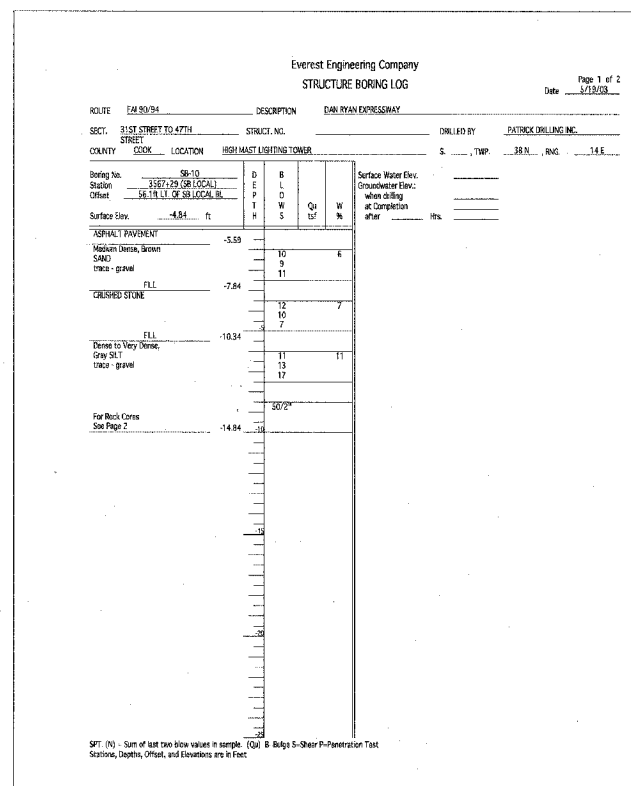 Everest Engineering Company
STRUCTURE BORING LOG
Page 1 of 2
Date 5/19/03
ROUTE FAI 90/94 DESCRIPTION DAN RYAN EXPRESSWAY
SECT. 31ST STREET TO 47TH STREET STRUCT. NO. DRILLED BY PATRICK DRILLING INC.
COUNTY COOK LOCATION HIGH MAST LIGHTING TOWER S. , TWP. 38 N , RNG. 14 E
Boring No. SB-10
Station 3567+29 (SB LOCAL)
Offset 56.1ft LT. OF SB LOCAL BL
Surface Elev. -4.84 ft
DEPTH
BLOWS
Qu tsf
W %
Surface Water Elev.
Groundwater Elev.:
when drilling
at Completion
after Hrs.
ASPHALT PAVEMENT
-5.59
Medium Dense, Brown
SAND
trace - gravel
10 6
9
11
FILL -7.84
CRUSHED STONE
12 7
10
-5 7
FILL -10.34
Dense to Very Dense,
Gray SILT
trace - gravel
11 11
13
17
50/2"
For Rock Cores
See Page 2 -14.84 -10
-15
-20
-25
SPT. (N) = Sum of last two blow values in sample. (Qu) B-Bulge S=Shear P=Penetration Test
Stations, Depths, Offset, and Elevations are in Feet